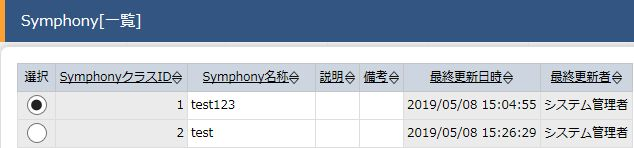 Symphony[一覧]
選択 SymphonyクラスID Symphony名称 説明 備考 最終更新日時 最終更新者
1 test123 2019/05/08 15:04:55 システム管理者
2 test 2019/05/08 15:26:29 システム管理者